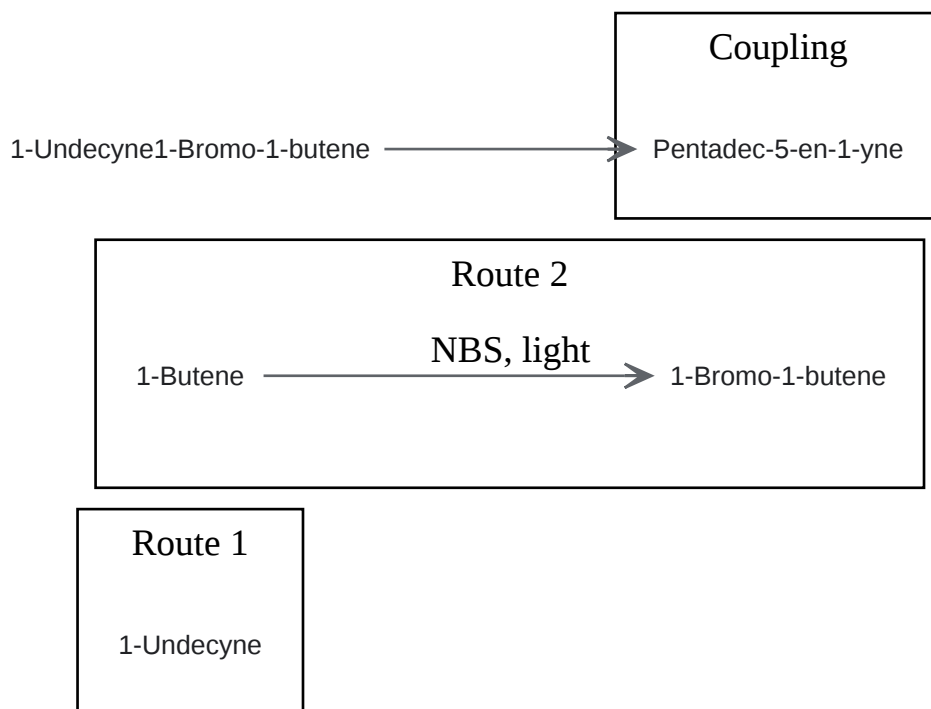 Coupling
1-Undecyne1-Bromo-1-butene
Pentadec-5-en-1-yne
Route 2
NBS, light
1-Butene
1-Bromo-1-butene
Route 1
1-Undecyne